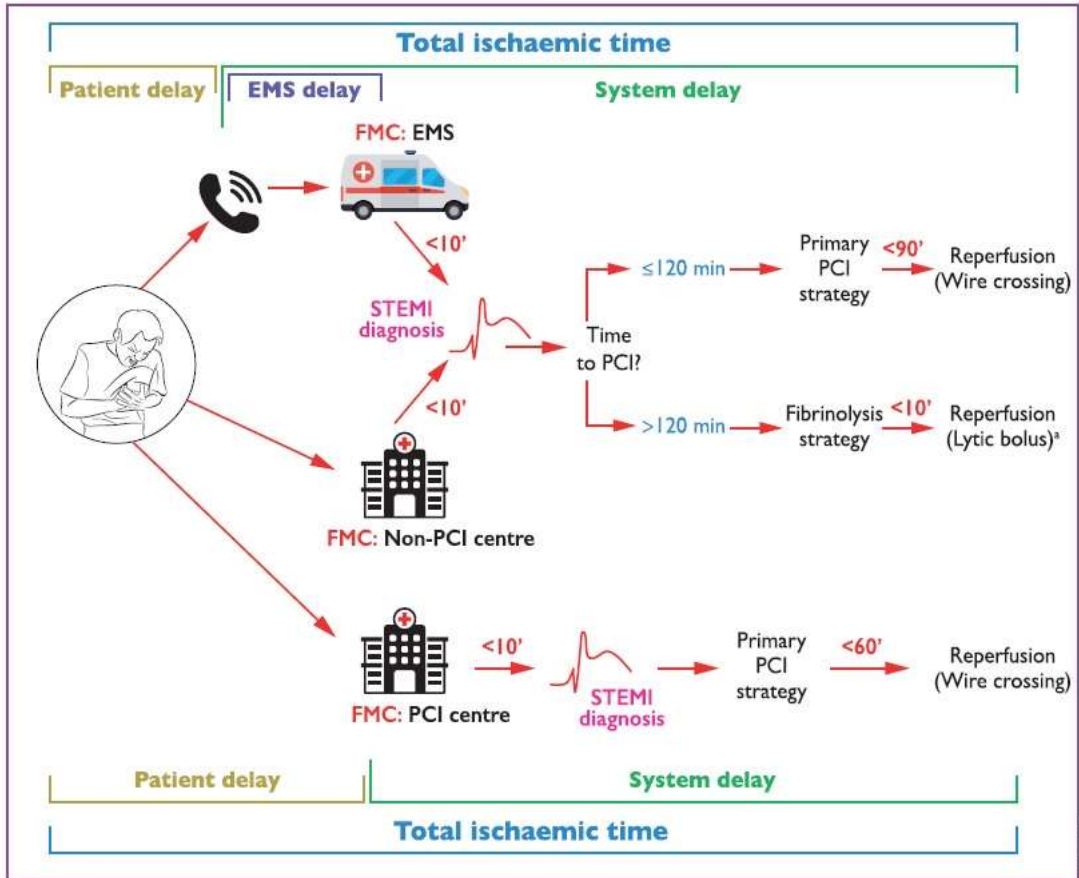 Total ischaemic time
Patient delay
EMS delay
System delay
FMC: EMS
<10'
STEMI
diagnosis
<10'
FMC: Non-PCI centre
Time
to PCI?
≤120 min
Primary
PCI
strategy
<90'
Reperfusion
(Wire crossing)
>120 min
Fibrinolysis
strategy
<10'
Reperfusion
(Lytic bolus)ª
FMC: PCI centre
<10'
STEMI
diagnosis
Primary
PCI
strategy
<60'
Reperfusion
(Wire crossing)
Patient delay
System delay
Total ischaemic time